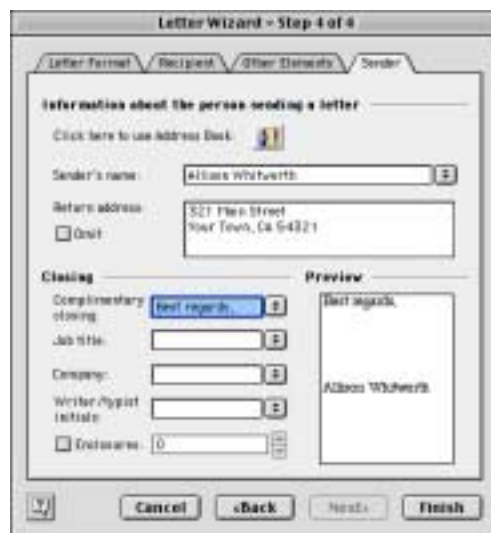 Letter Wizard - Step 4 of 4
Letter Format Recipient Other Elements Sender
Information about the person sending a letter
Click here to use Address Book
Sender's name: Allison Whitworth
Return address
Omit
321 Main Street
Your Town, CA 54321
Closing
Complimentary closing: Best regards,
Job title:
Company:
Writer/typist initials:
Enclosures: 0
Preview
Best regards,
Allison Whitworth
Cancel <Back Next> Finish